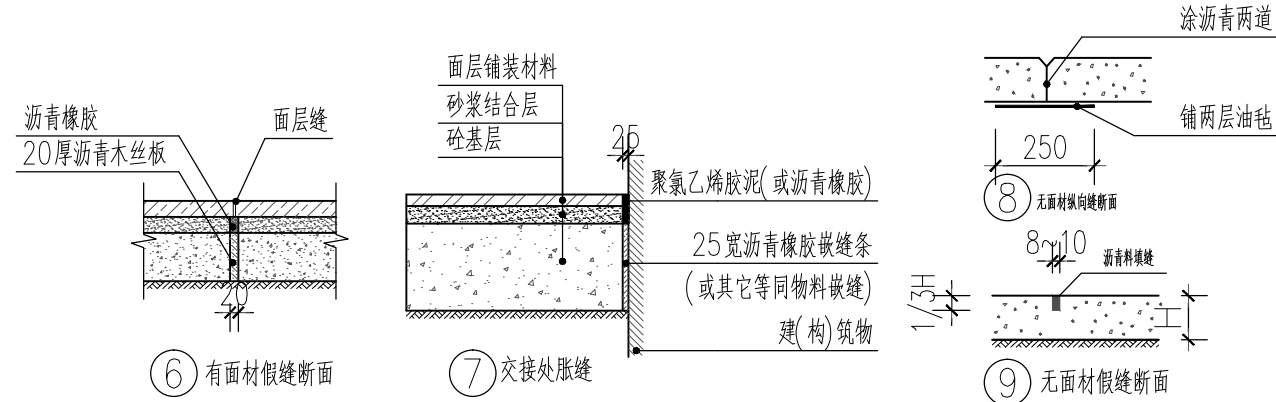 沥青橡胶
20厚沥青木丝板
面层缝
20
⑥ 有面材假缝断面
面层铺装材料
砂浆结合层
砼基层
25
聚氯乙烯胶泥(或沥青橡胶)
25宽沥青橡胶嵌缝条
(或其它等同物料嵌缝)
建(构)筑物
⑦ 交接处胀缝
涂沥青两道
铺两层油毡
250
⑧ 无面材纵向缝断面
8~10
沥青料填缝
1/3H
H
⑨ 无面材假缝断面